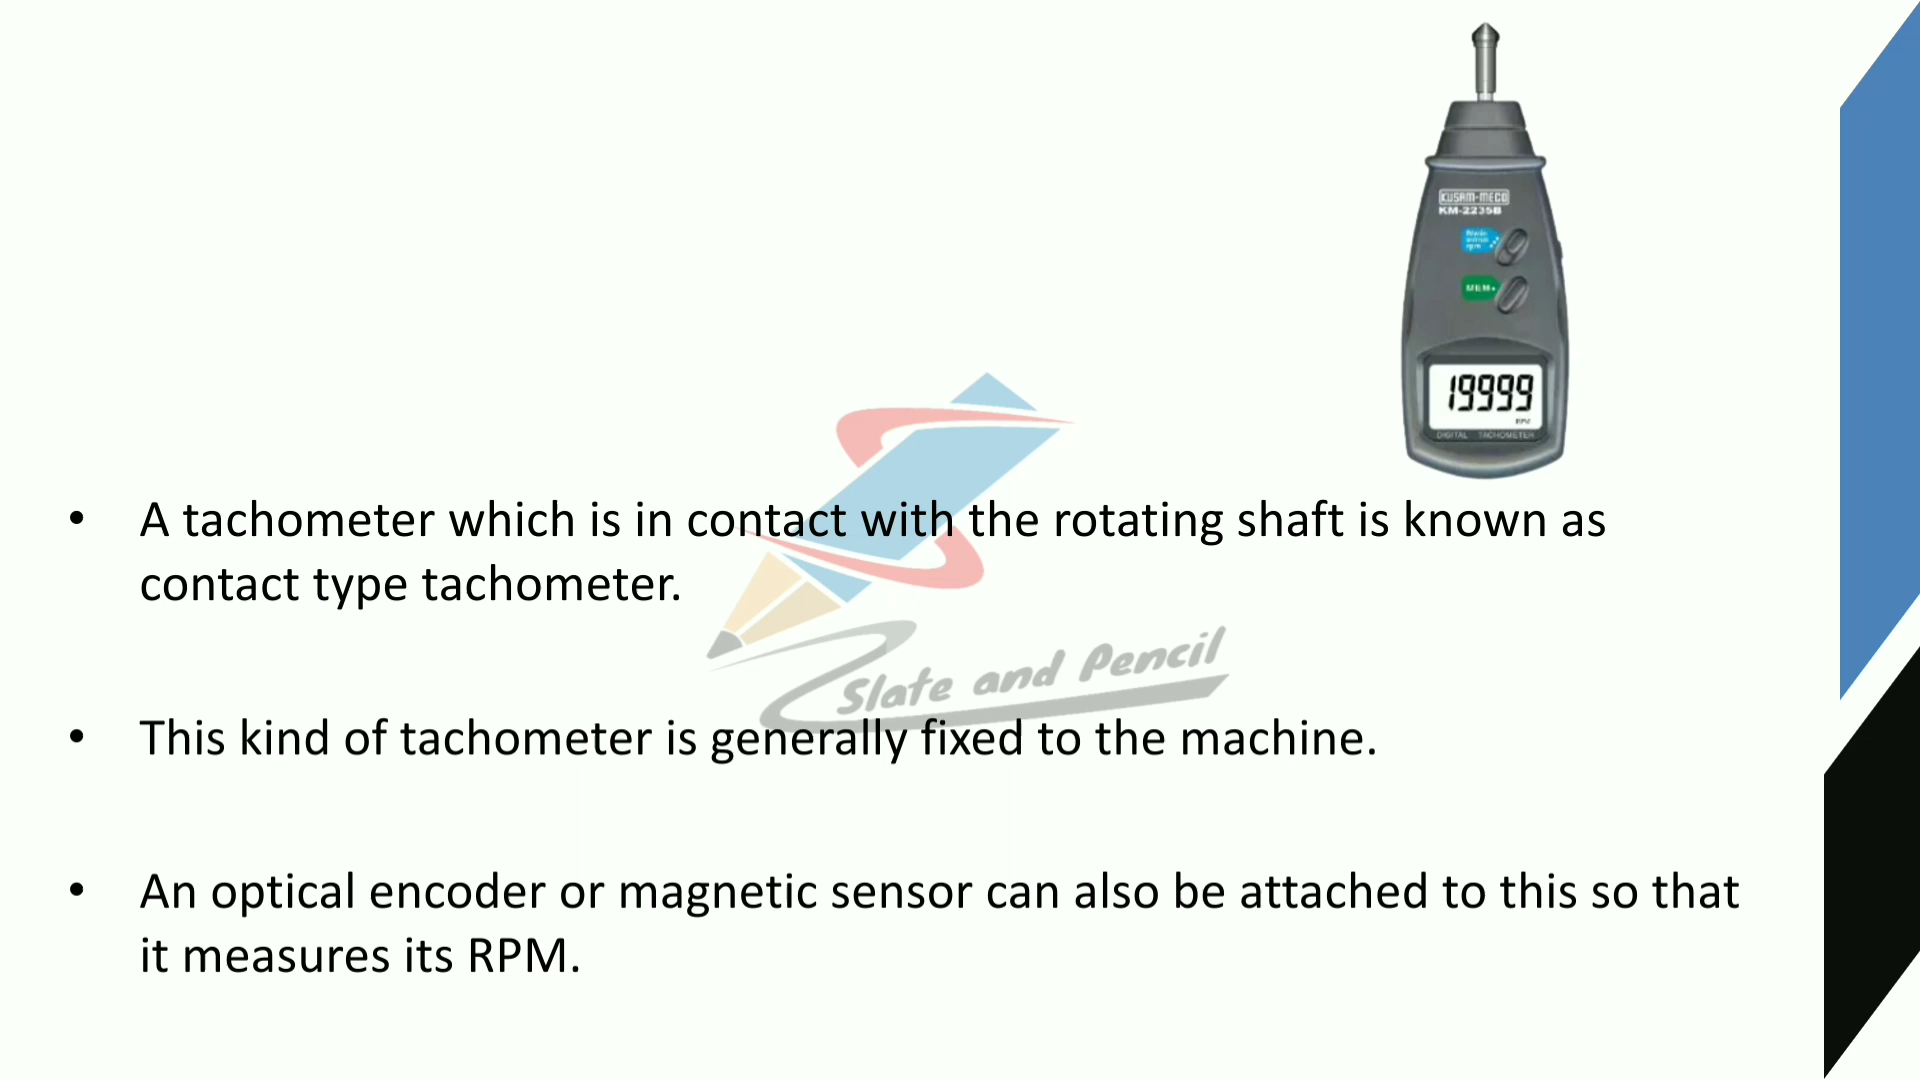 KUSAM-MECO
KM-2235B
MEM
19999
RPM
DIGITAL TACHOMETER
• A tachometer which is in contact with the rotating shaft is known as
contact type tachometer.
Slate and Pencil
• This kind of tachometer is generally fixed to the machine.
• An optical encoder or magnetic sensor can also be attached to this so that
it measures its RPM.